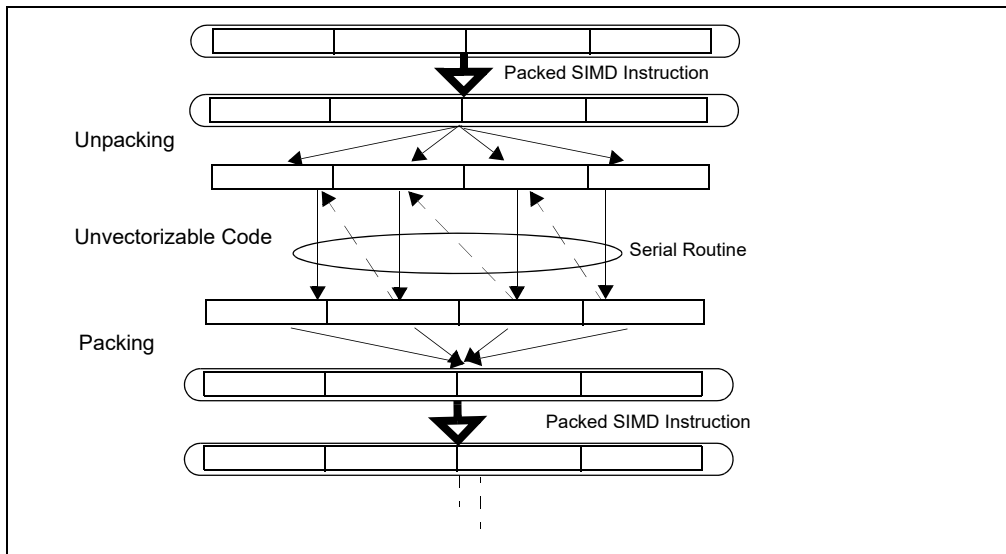 Packed SIMD Instruction
Unpacking
Unvectorizable Code
Serial Routine
Packing
Packed SIMD Instruction